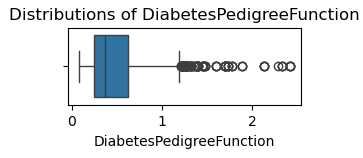 Distributions of DiabetesPedigreeFunction
0 1 2
DiabetesPedigreeFunction